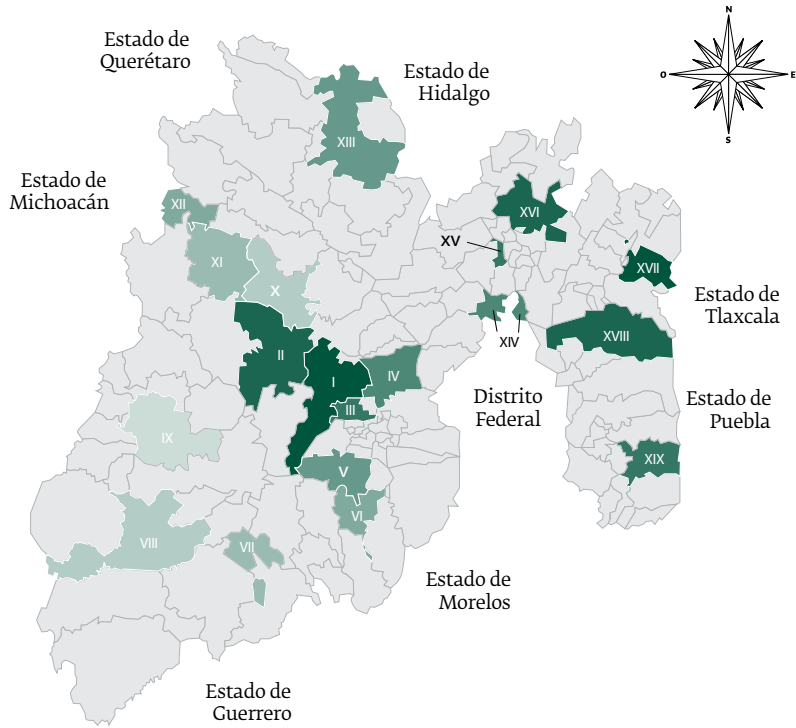 N
O
E
S
Estado de
Querétaro
Estado de
Hidalgo
XIII
Estado de
Michoacán
XII
XVI
XV
XI
XVII
X
Estado de
Tlaxcala
XIV
XVIII
II
I
IV
III
Distrito
Federal
Estado de
Puebla
IX
XIX
V
VI
VIII
VII
Estado de
Morelos
Estado de
Guerrero